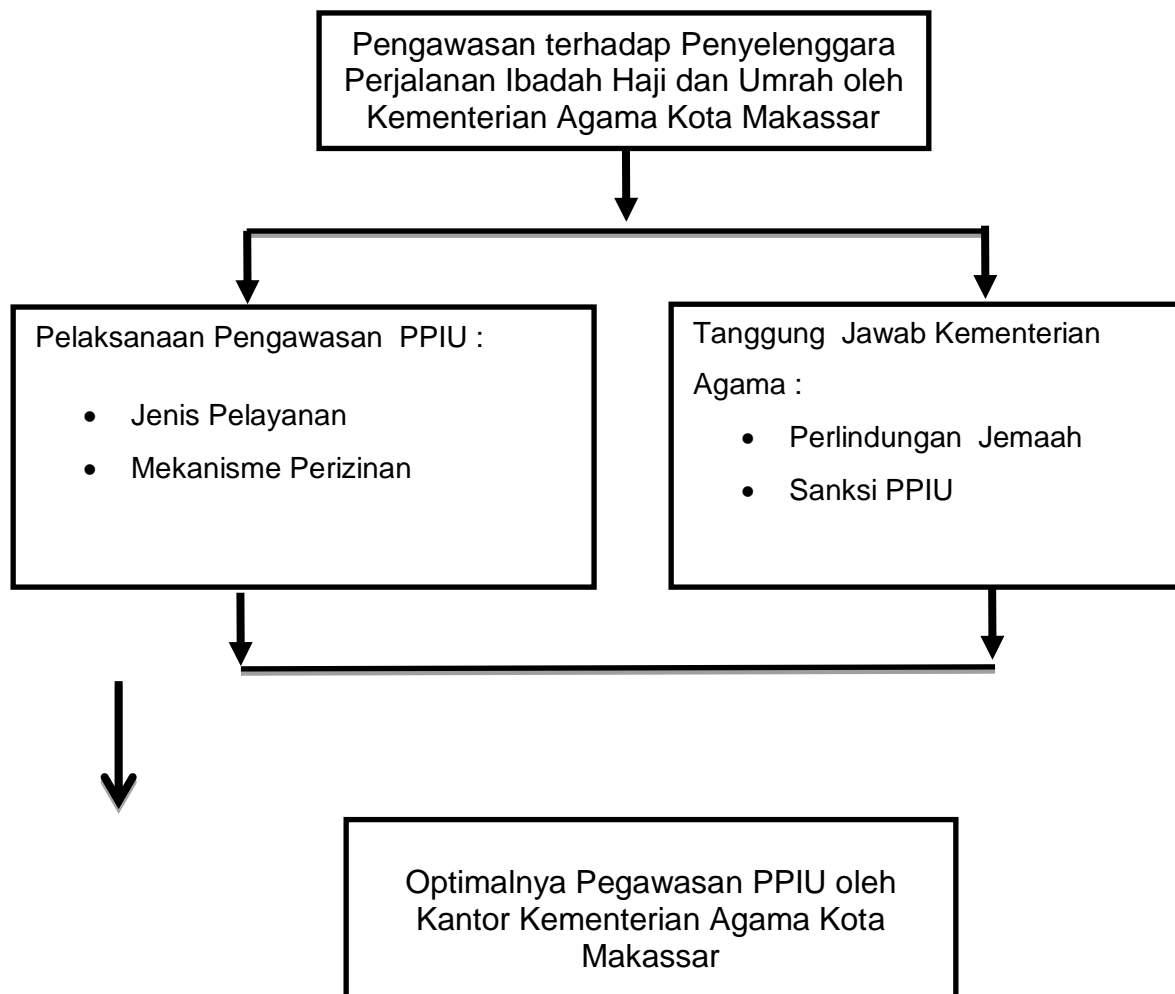 Pengawasan terhadap Penyelenggara
Perjalanan Ibadah Haji dan Umrah oleh
Kementerian Agama Kota Makassar
Pelaksanaan Pengawasan PPIU :
• Jenis Pelayanan
• Mekanisme Perizinan
Tanggung Jawab Kementerian
Agama :
• Perlindungan Jemaah
• Sanksi PPIU
Optimalnya Pegawasan PPIU oleh
Kantor Kementerian Agama Kota
Makassar